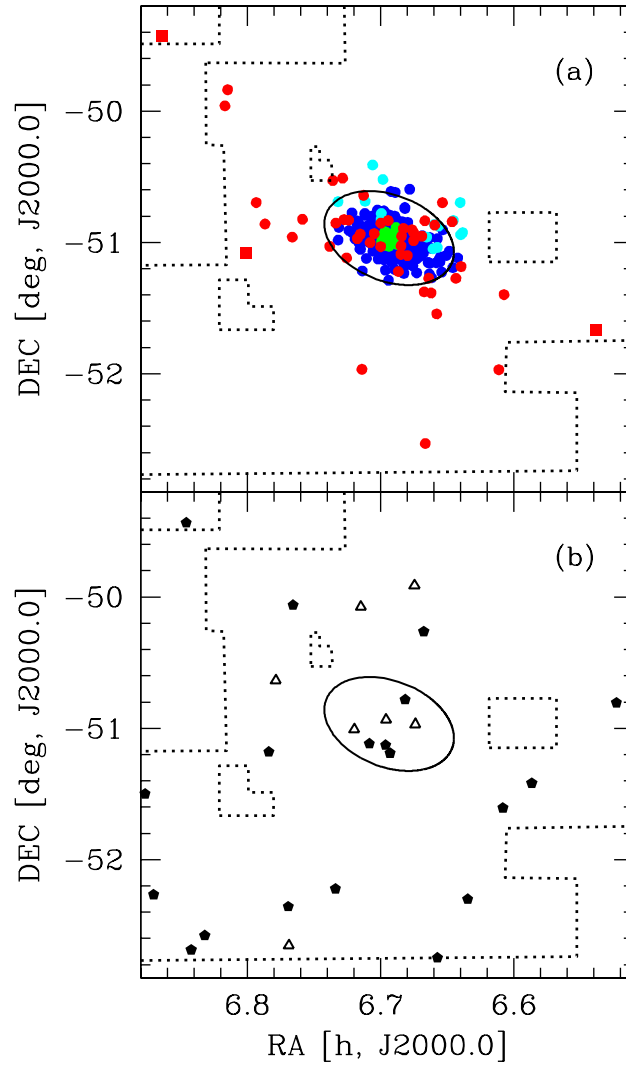 (a)
DEC [deg, J2000.0]
−50
−51
−52
(b)
DEC [deg, J2000.0]
−50
−51
−52
6.8 6.7 6.6
RA [h, J2000.0]